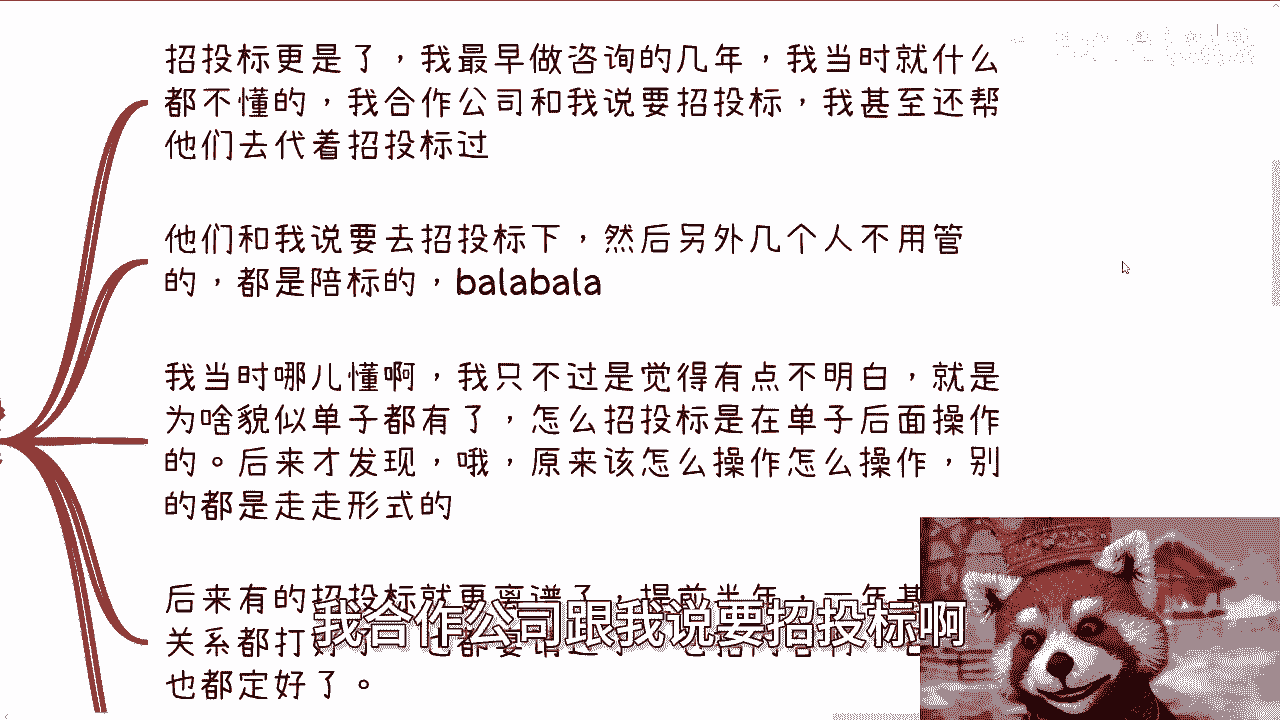 招投标更是了，我最早做咨询的几年，我当时就什么
都不懂的，我合作公司和我说要招投标，我甚至还帮
他们去代着招投标过
他们和我说要去招投标下，然后另外几个人不用管
的，都是陪标的，balabala
我当时哪儿懂啊，我只不过是觉得有点不明白，就是
为啥貌似单子都有了，怎么招投标是在单子后面操作
的。后来才发现，哦，原来该怎么操作怎么操作，别
的都是走走形式的
后来有的招投标就更离谱了，提前半年，一年甚
关系都打好
也都定好了。
我合作公司跟我说要招投标啊